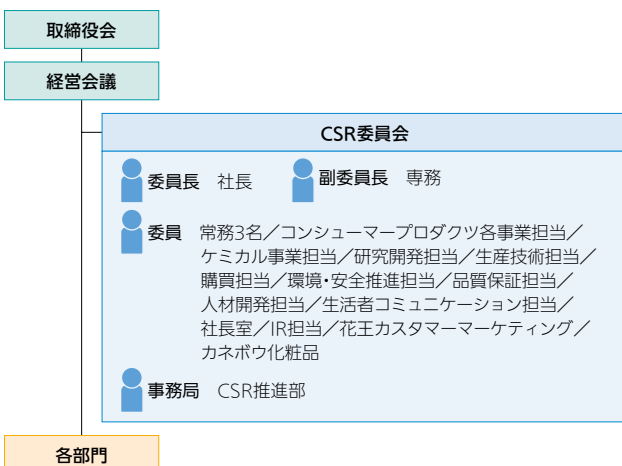 取締役会
経営会議
CSR委員会
委員長 社長
副委員長 専務
委員 常務3名／コンシューマープロダクツ各事業担当／
ケミカル事業担当／研究開発担当／生産技術担当／
購買担当／環境・安全推進担当／品質保証担当／
人材開発担当／生活者コミュニケーション担当／
社長室／IR担当／花王カスタマーマーケティング／
カネボウ化粧品
事務局 CSR推進部
各部門